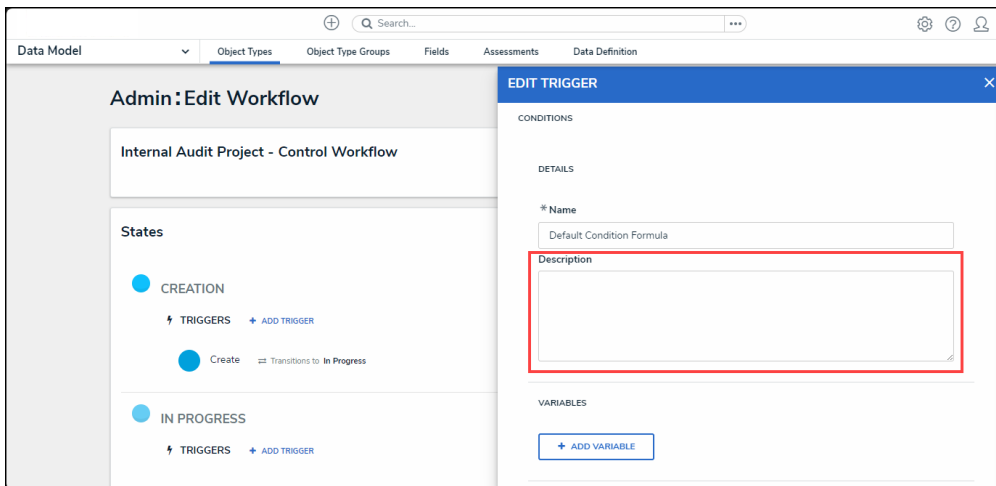 Search...
Data Model
Object Types
Object Type Groups
Fields
Assessments
Data Definition
Admin:Edit Workflow
Internal Audit Project - Control Workflow
States
CREATION
TRIGGERS + ADD TRIGGER
Create Transitions to In Progress
IN PROGRESS
TRIGGERS + ADD TRIGGER
EDIT TRIGGER
CONDITIONS
DETAILS
* Name
Default Condition Formula
Description
VARIABLES
+ ADD VARIABLE